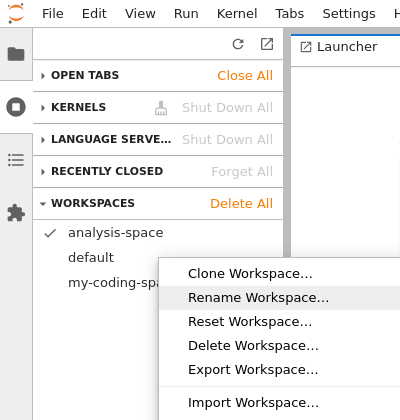 File Edit View Run Kernel Tabs Settings
Launcher
OPEN TABS Close All
KERNELS Shut Down All
LANGUAGE SERVE... Shut Down All
RECENTLY CLOSED Forget All
WORKSPACES Delete All
analysis-space
default
my-coding-spa
Clone Workspace...
Rename Workspace...
Reset Workspace...
Delete Workspace...
Export Workspace...
Import Workspace...